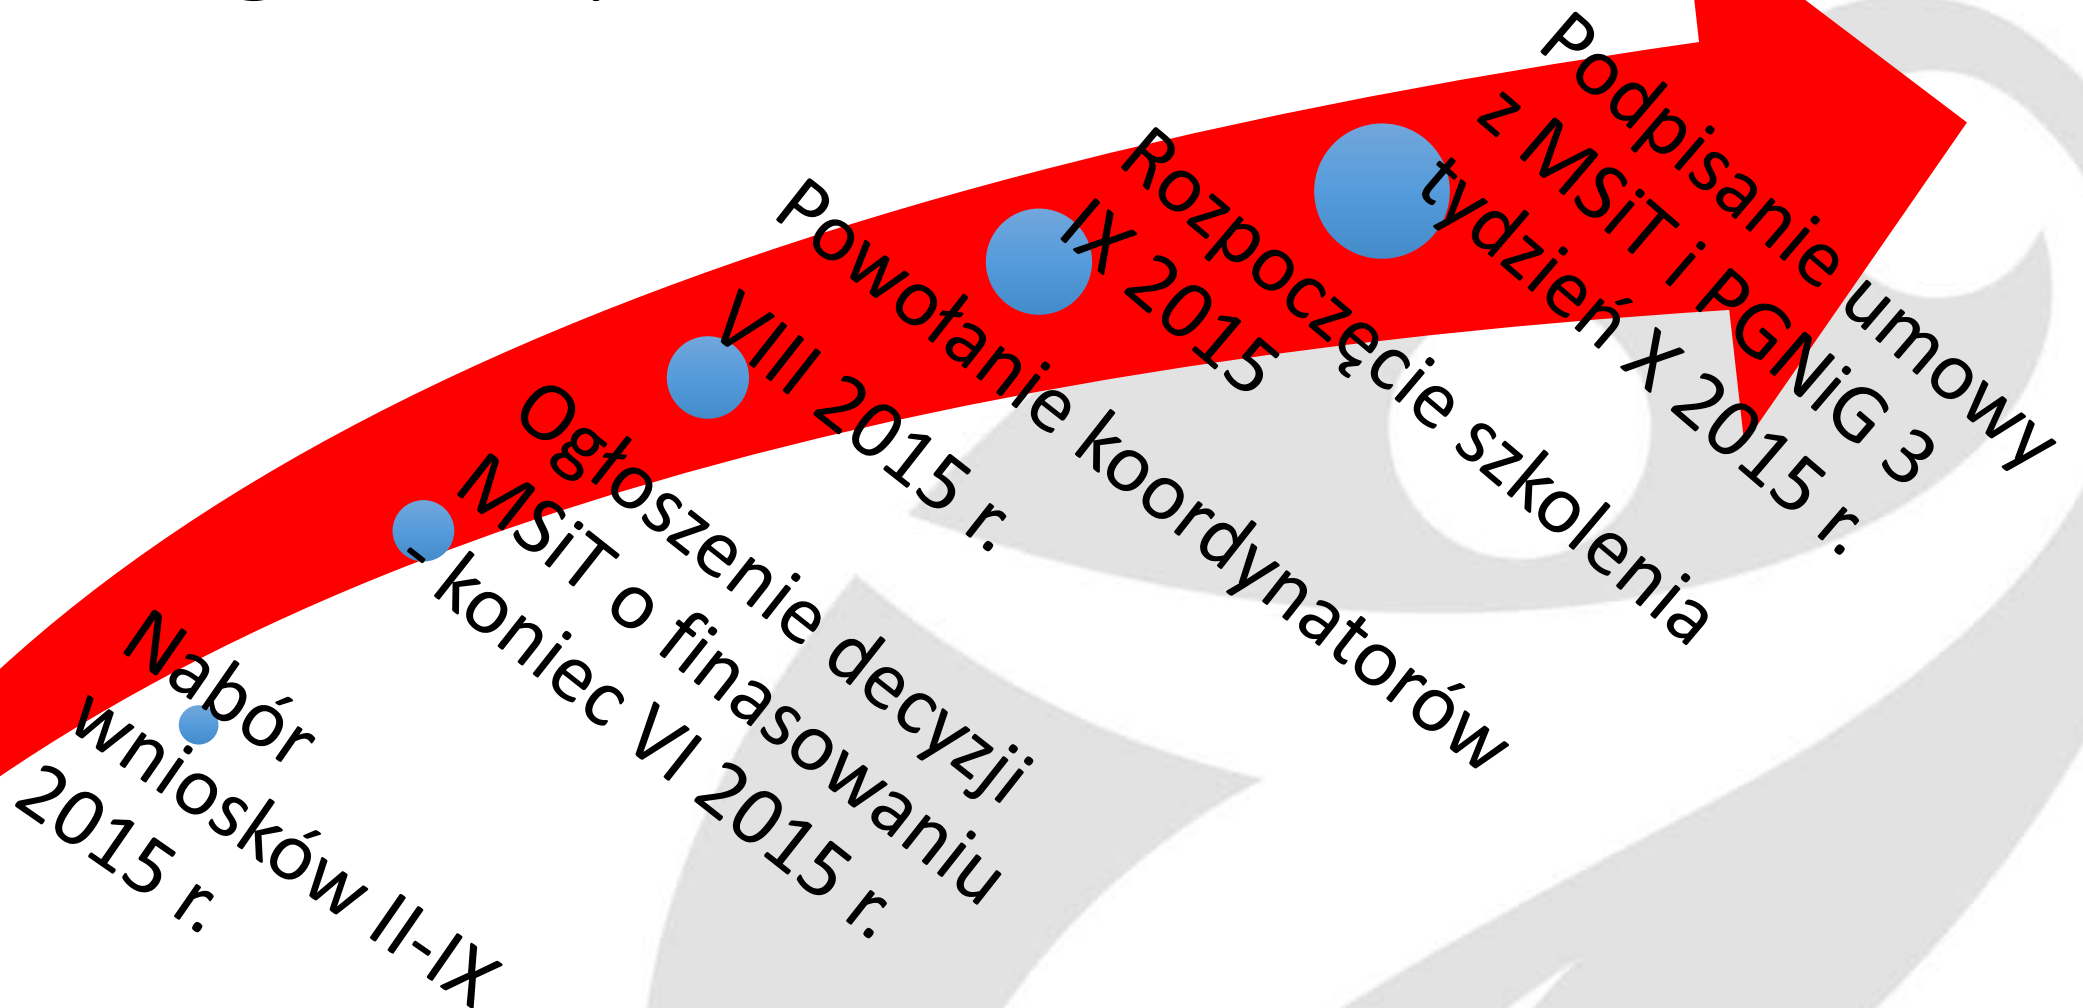 Nabór
wniosków II-IX
2015 r.
Ogłoszenie decyzji
MSiT o finasowaniu
- koniec VI 2015 r.
Powołanie koordynatorów
VIII 2015 r.
Rozpoczęcie szkolenia
IX 2015
Podpisanie umowy
z MSiT i PGNiG 3
tydzień X 2015 r.